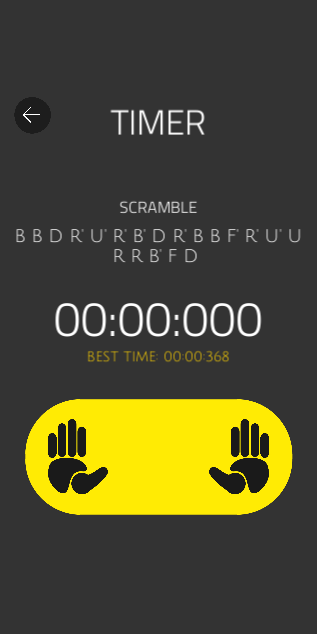 TIMER
SCRAMBLE
B B D R' U' R' B' D R' B B F' R' U' U
R R B' F D
00:00:000
BEST TIME: 00:00:368